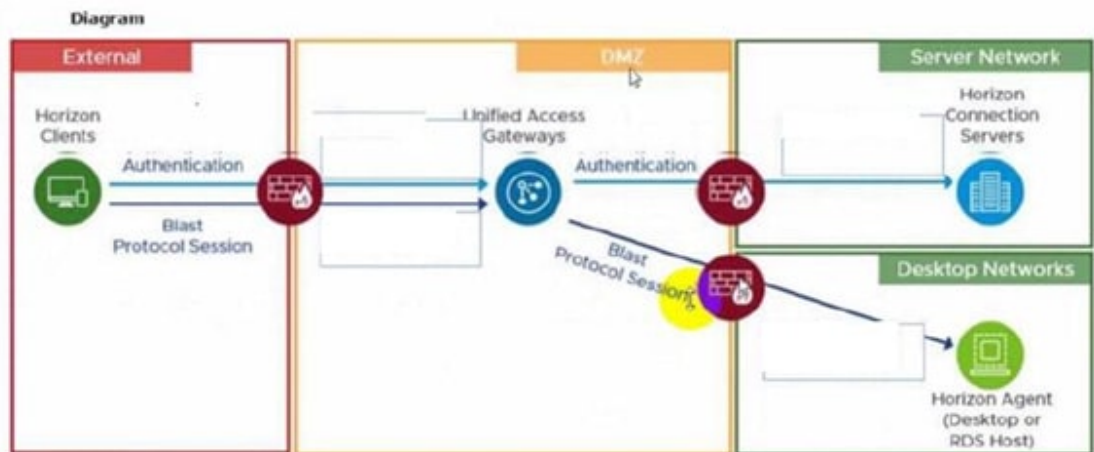 Diagram
External
DMZ
Server Network
Horizon
Clients
Unified Access
Gateways
Horizon
Connection
Servers
Authentication
Authentication
Blast
Protocol Session
Blast
Protocol Session
Desktop Networks
Horizon Agent
(Desktop or
RDS Host)